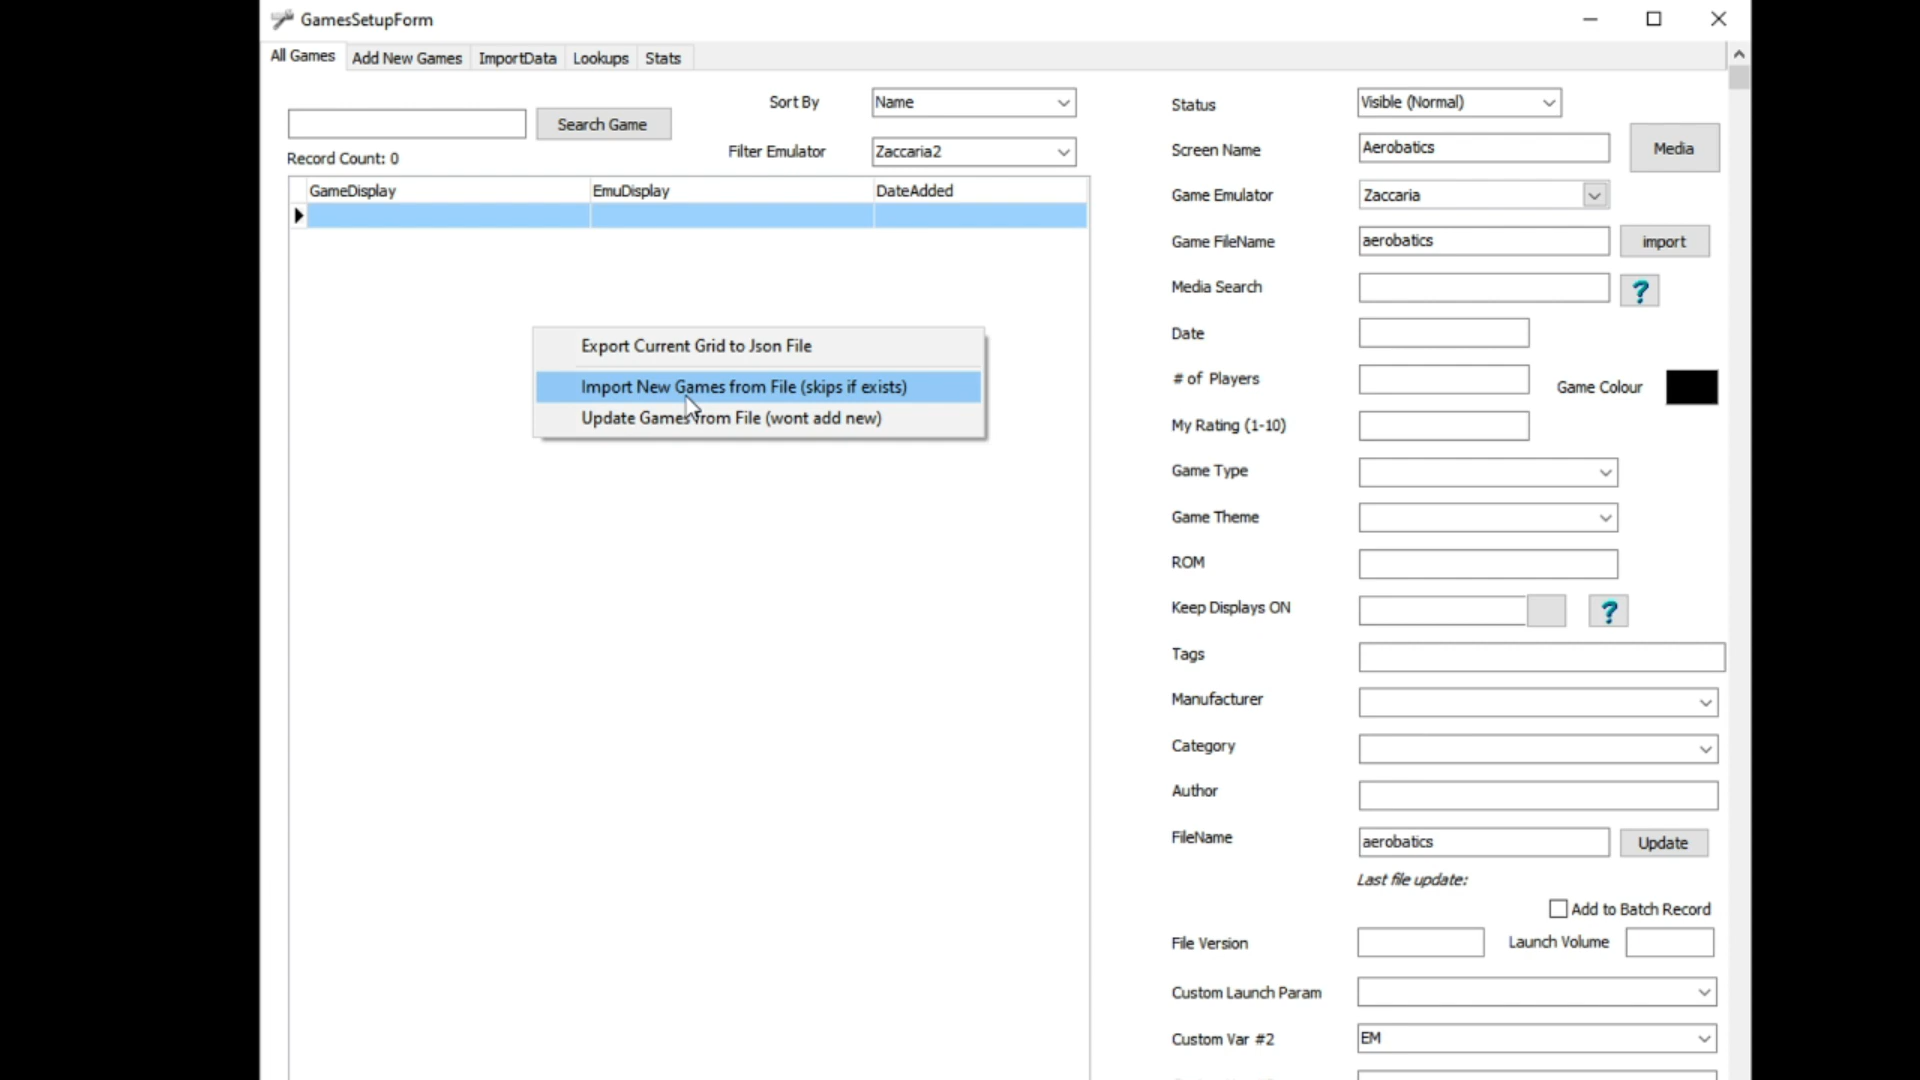 GamesSetupForm
All Games
Add New Games
ImportData
Lookups
Stats
Search Game
Record Count: 0
Sort By
Name
Filter Emulator
Zaccaria2
GameDisplay
EmuDisplay
DateAdded
Export Current Grid to Json File
Import New Games from File (skips if exists)
Update Games from File (wont add new)
Status
Visible (Normal)
Screen Name
Aerobatics
Media
Game Emulator
Zaccaria
Game FileName
aerobatics
import
Media Search
?
Date
# of Players
Game Colour
My Rating (1-10)
Game Type
Game Theme
ROM
Keep Displays ON
?
Tags
Manufacturer
Category
Author
FileName
aerobatics
Update
Last file update:
Add to Batch Record
File Version
Launch Volume
Custom Launch Param
Custom Var #2
EM